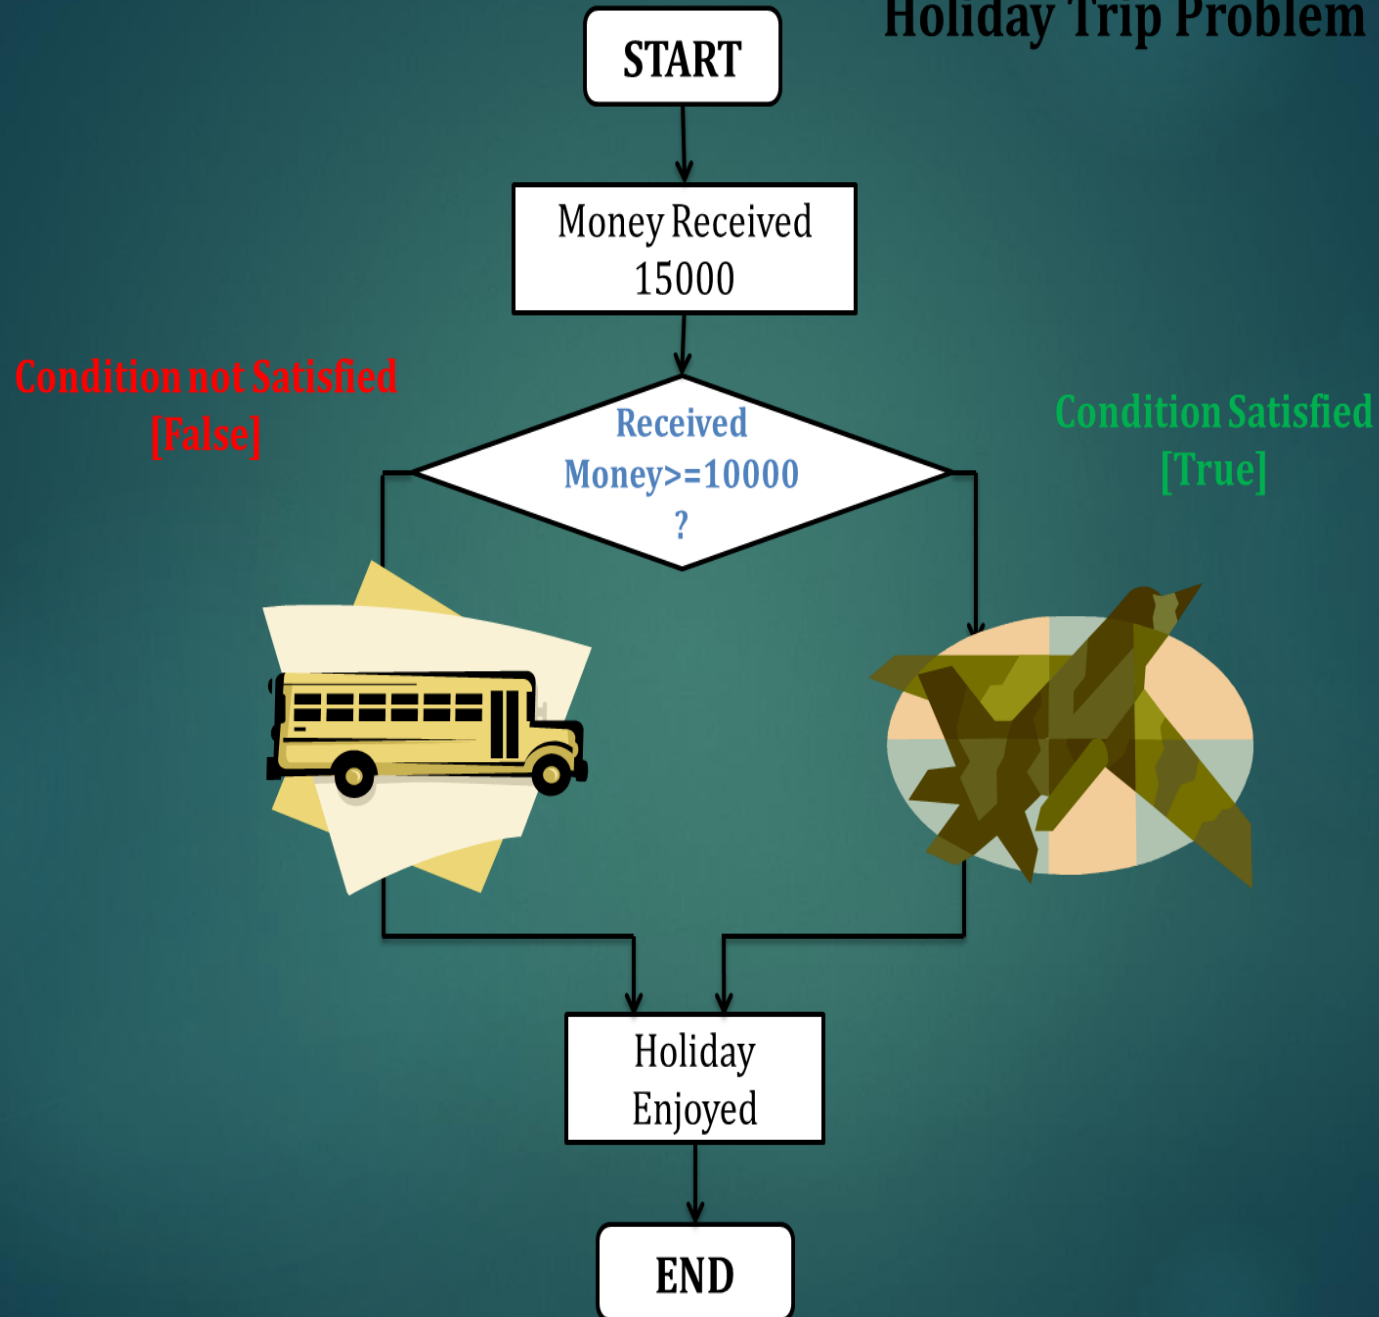 Holiday Trip Problem
START
Money Received
15000
Condition not Satisfied
[False]
Received
Money>=10000
?
Condition Satisfied
[True]
Holiday
Enjoyed
END